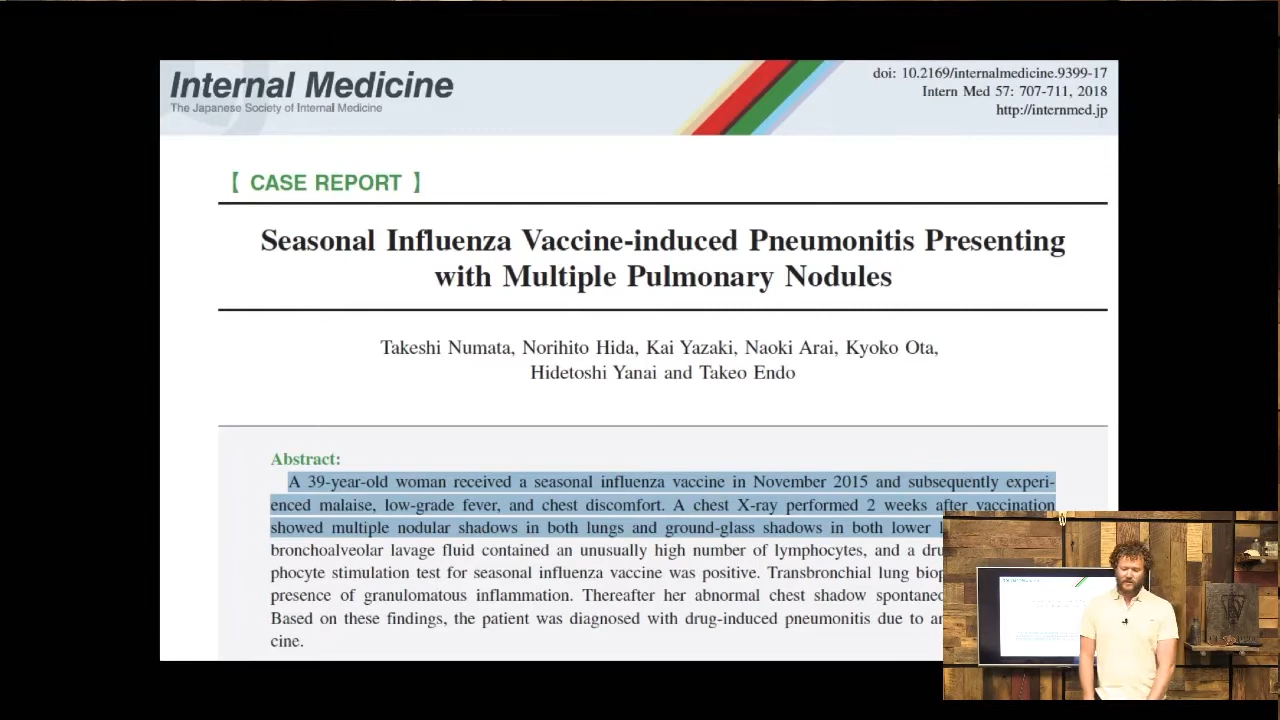 Internal Medicine
The Japanese Society of Internal Medicine
doi: 10.2169/internalmedicine.9399-17
Intern Med 57: 707-711, 2018
http://internmed.jp
【 CASE REPORT 】
Seasonal Influenza Vaccine-induced Pneumonitis Presenting
with Multiple Pulmonary Nodules
Takeshi Numata, Norihito Hida, Kai Yazaki, Naoki Arai, Kyoko Ota,
Hidetoshi Yanai and Takeo Endo
Abstract:
A 39-year-old woman received a seasonal influenza vaccine in November 2015 and subsequently experi-
enced malaise, low-grade fever, and chest discomfort. A chest X-ray performed 2 weeks after vaccination
showed multiple nodular shadows in both lungs and ground-glass shadows in both lower
bronchoalveolar lavage fluid contained an unusually high number of lymphocytes, and a
phocyte stimulation test for seasonal influenza vaccine was positive. Transbronchial lung
presence of granulomatous inflammation. Thereafter her abnormal chest shadow
Based on these findings, the patient was diagnosed with drug-induced pneumonitis due to
cine.